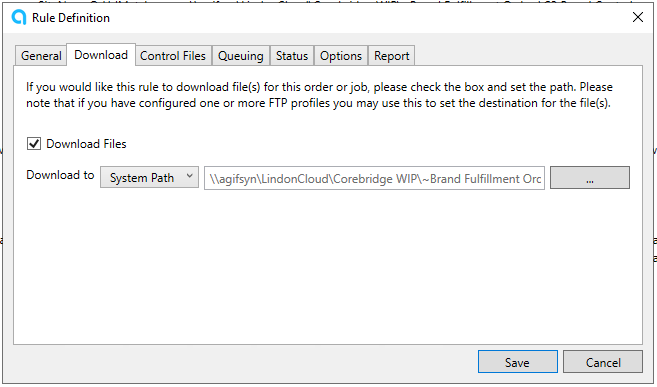 Rule Definition
General Download Control Files Queuing Status Options Report
If you would like this rule to download file(s) for this order or job, please check the box and set the path. Please
note that if you have configured one or more FTP profiles you may use this to set the destination for the file(s).
Download Files
Download to System Path \\agifsyn\LindonCloud\Corebridge WIP\~Brand Fulfillment Orc ...
Save Cancel